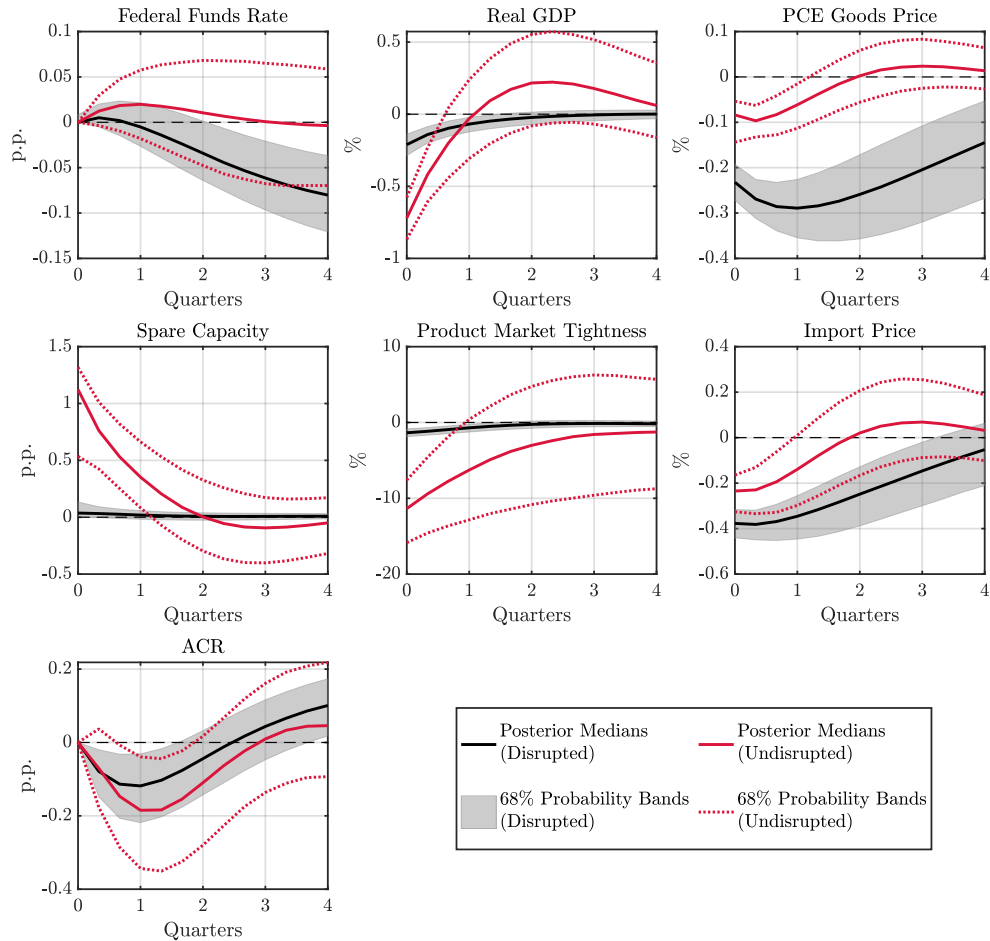 Federal Funds Rate
0.1
0.05
0
-0.05
-0.1
-0.15
p.p.
0 1 2 3 4
Quarters
Real GDP
0.5
0
-0.5
-1
%
0 1 2 3 4
Quarters
PCE Goods Price
0.1
0
-0.1
-0.2
-0.3
-0.4
%
0 1 2 3 4
Quarters
Spare Capacity
1.5
1
0.5
0
-0.5
p.p.
0 1 2 3 4
Quarters
Product Market Tightness
10
0
-10
-20
%
0 1 2 3 4
Quarters
Import Price
0.4
0.2
0
-0.2
-0.4
-0.6
%
0 1 2 3 4
Quarters
ACR
0.2
0
-0.2
-0.4
p.p.
0 1 2 3 4
Quarters
Posterior Medians
(Disrupted)
Posterior Medians
(Undisrupted)
68% Probability Bands
(Disrupted)
68% Probability Bands
(Undisrupted)